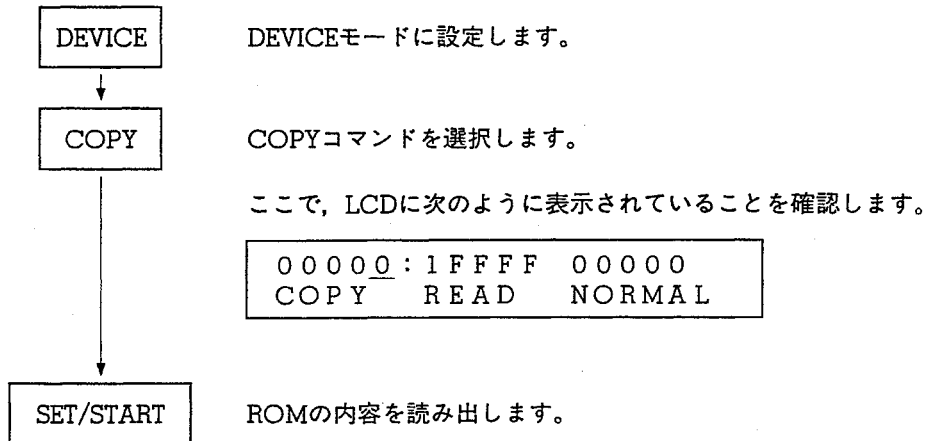 DEVICE DEVICEモードに設定します。
COPY COPYコマンドを選択します。
ここで，LCDに次のように表示されていることを確認します。
00000:1FFFF 00000
COPY READ NORMAL
SET/START ROMの内容を読み出します。